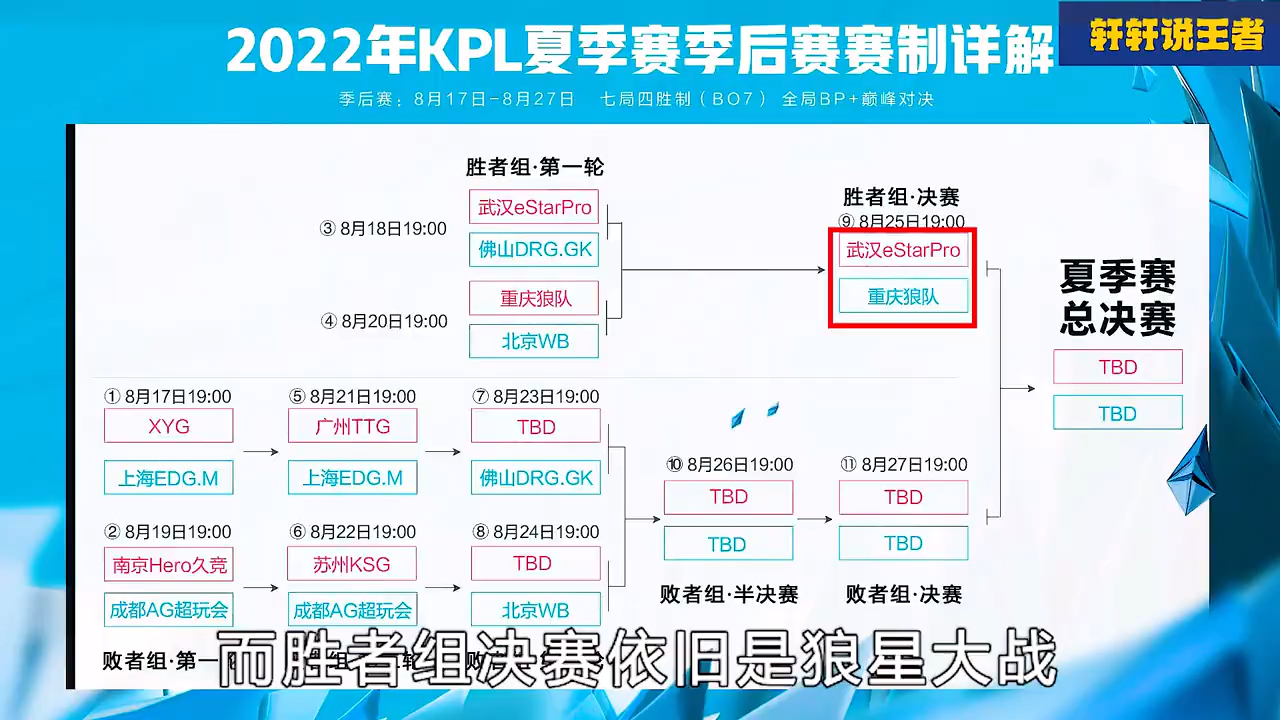 2022年KPL夏季赛季后赛赛制详解
轩轩说王者
季后赛：8月17日-8月27日 七局四胜制（BO7） 全局BP+巅峰对决
胜者组·第一轮
③ 8月18日19:00
武汉eStarPro
佛山DRG.GK
④ 8月20日19:00
重庆狼队
北京WB
胜者组·决赛
⑨ 8月25日19:00
武汉eStarPro
重庆狼队
夏季赛
总决赛
TBD
TBD
① 8月17日19:00
XYG
上海EDG.M
⑤ 8月21日19:00
广州TTG
上海EDG.M
⑦ 8月23日19:00
TBD
佛山DRG.GK
② 8月19日19:00
南京Hero久竞
成都AG超玩会
⑥ 8月22日19:00
苏州KSG
成都AG超玩会
⑧ 8月24日19:00
TBD
北京WB
⑩ 8月26日19:00
TBD
TBD
败者组·半决赛
⑪ 8月27日19:00
TBD
TBD
败者组·决赛
败者组·第一
而胜者组决赛依旧是狼星大战